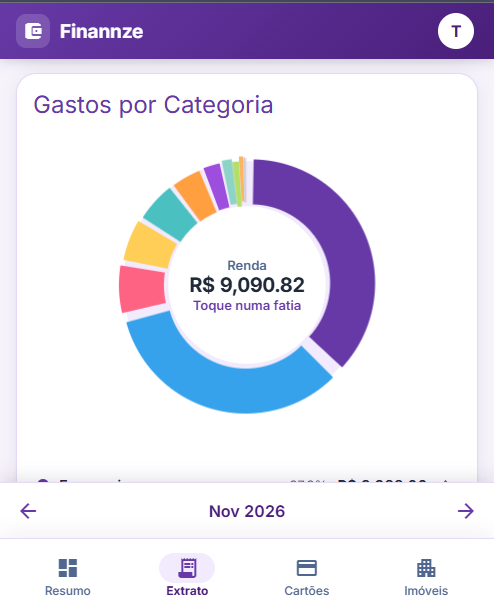 Finannze
T
Gastos por Categoria
Renda
R$ 9,090.82
Toque numa fatia
Nov 2026
Resumo
Extrato
Cartões
Imóveis